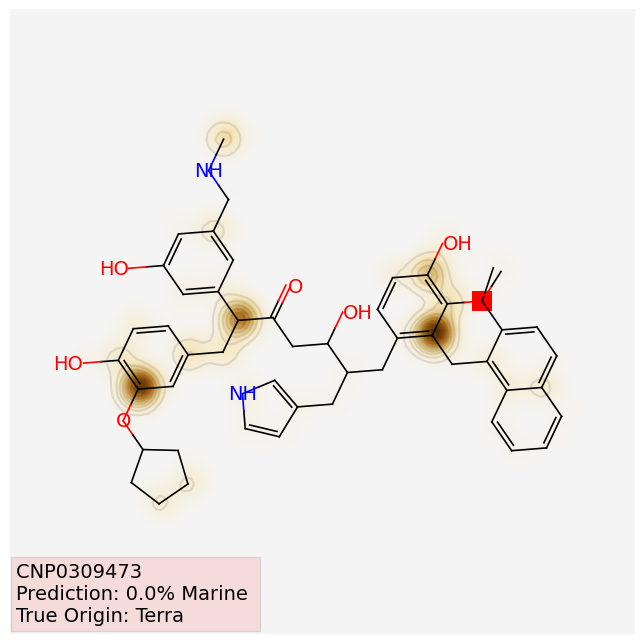 NH
OH
HO
O
OH
HO
NH
O
CNP0309473
Prediction: 0.0% Marine
True Origin: Terra